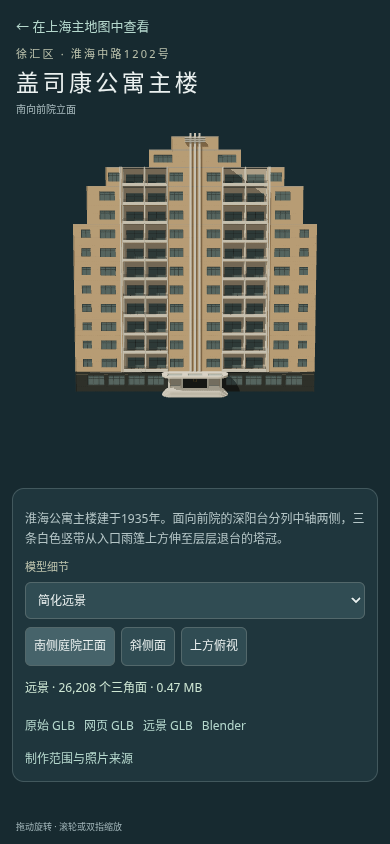 ← 在上海主地图中查看
徐汇区 · 淮海中路1202号
盖司康公寓主楼
南向前院立面
淮海公寓主楼建于1935年。面向前院的深阳台分列中轴两侧，三
条白色竖带从入口雨篷上方伸至层层退台的塔冠。
模型细节
简化远景
南侧庭院正面 斜侧面 上方俯视
远景 · 26,208 个三角面 · 0.47 MB
原始 GLB 网页 GLB 远景 GLB Blender
制作范围与照片来源
拖动旋转 · 滚轮或双指缩放